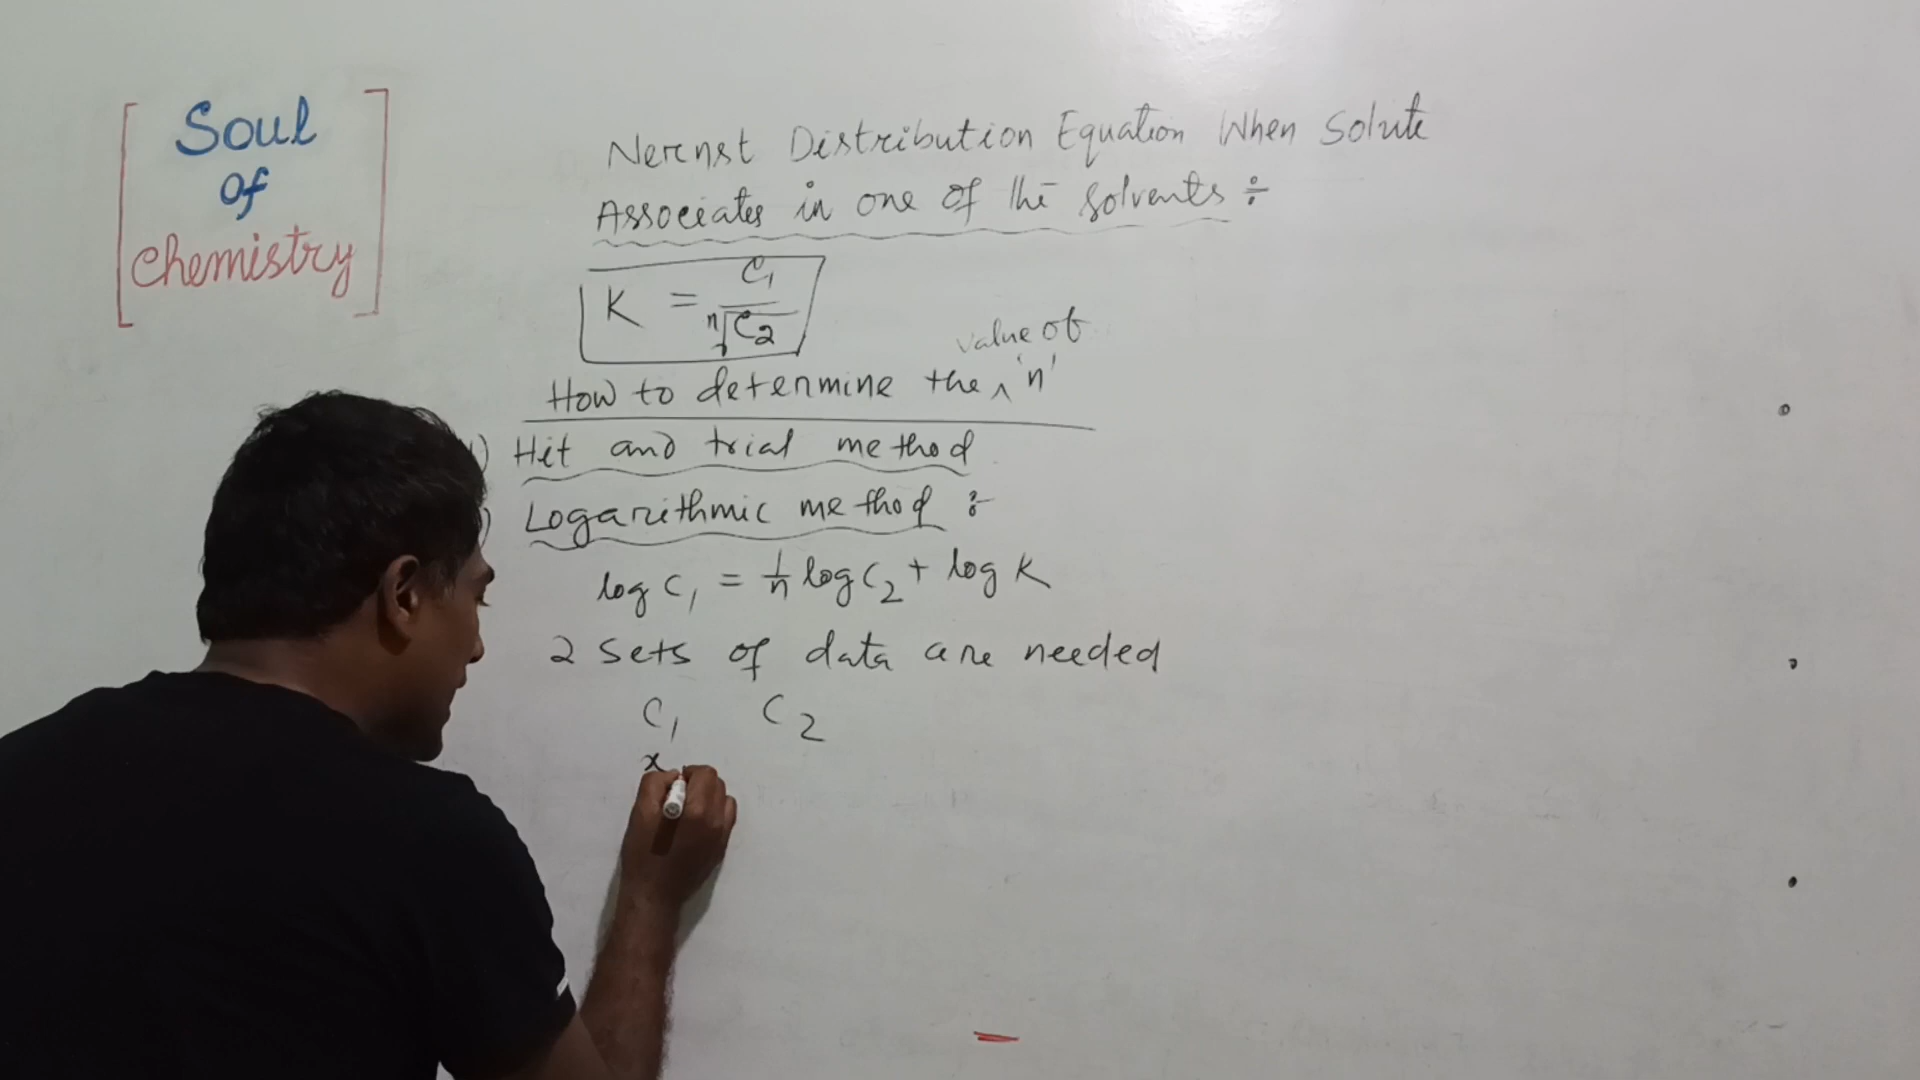 Soul
of
Chemistry
Nernst Distribution Equation When Solute
Associates in one of the Solvents ÷
K = C₁ / ⁿ√C₂
value of
How to determine the ^ 'n'
) Hit and trial method
) Logarithmic method :-
log C₁ = 1/n log C₂ + log K
2 sets of data are needed
C₁ C₂
x